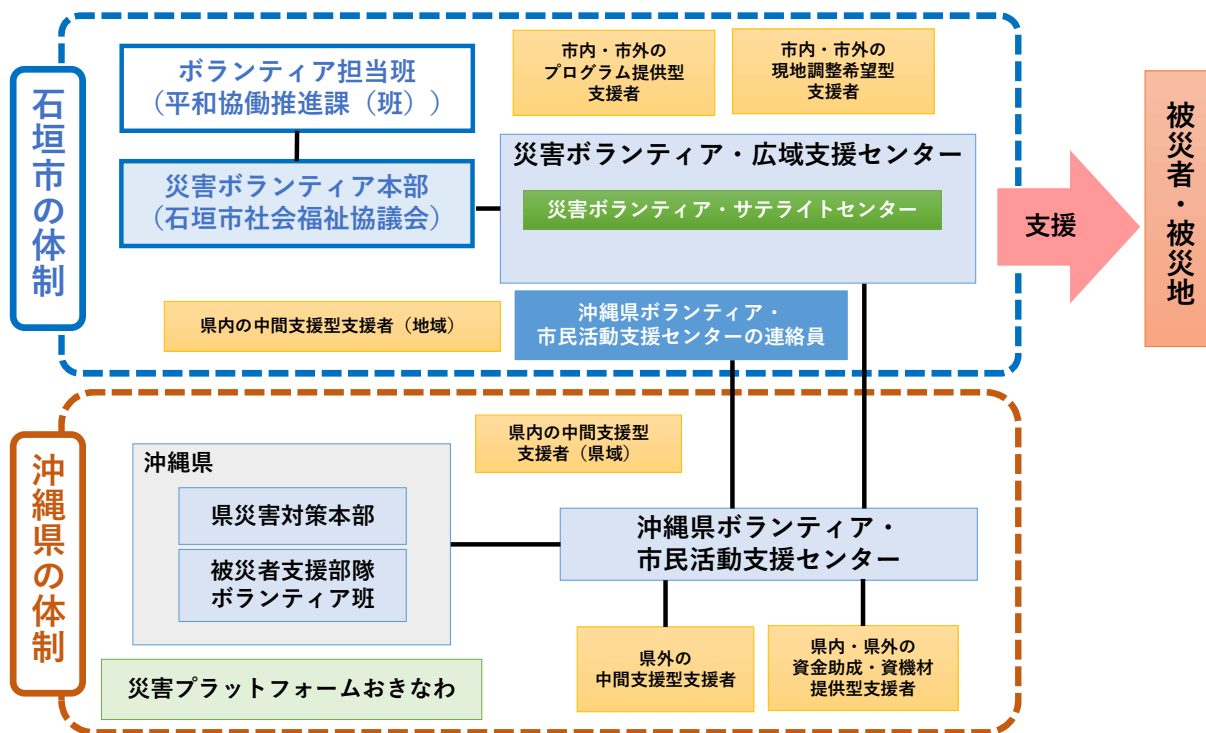 石垣市の体制
ボランティア担当班
（平和協働推進課（班））
災害ボランティア本部
（石垣市社会福祉協議会）
市内・市外の
プログラム提供型
支援者
市内・市外の
現地調整希望型
支援者
災害ボランティア・広域支援センター
災害ボランティア・サテライトセンター
県内の中間支援型支援者（地域）
沖縄県ボランティア・
市民活動支援センターの連絡員
支援
被災者・被災地
沖縄県の体制
沖縄県
県災害対策本部
被災者支援部隊
ボランティア班
県内の中間支援型
支援者（県域）
沖縄県ボランティア・
市民活動支援センター
災害プラットフォームおきなわ
県外の
中間支援型支援者
県内・県外の
資金助成・資機材
提供型支援者